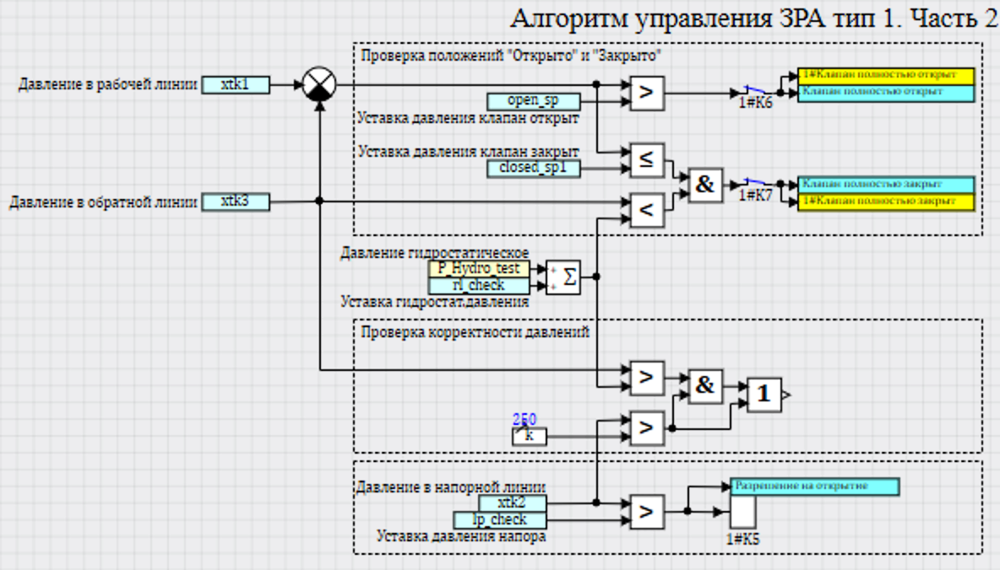 Алгоритм управления ЗРА тип 1. Часть 2
Проверка положений "Открыто" и "Закрыто"
Давление в рабочей линии
xtk1
open_sp
Уставка давления клапан открыт
>
1#K6
1#Клапан полностью открыт
Клапан полностью открыт
Уставка давления клапан закрыт
closed_sp1
≤
&
1#K7
Клапан полностью закрыт
1#Клапан полностью закрыт
Давление в обратной линии
xtk3
<
Давление гидростатическое
P_Hydro_test
rl_check
+
+
Σ
Уставка гидростат.давления
Проверка корректности давлений
>
&
1
250
k
>
Давление в напорной линии
xtk2
lp_check
Уставка давления напора
>
Разрешение на открытие
1#K5